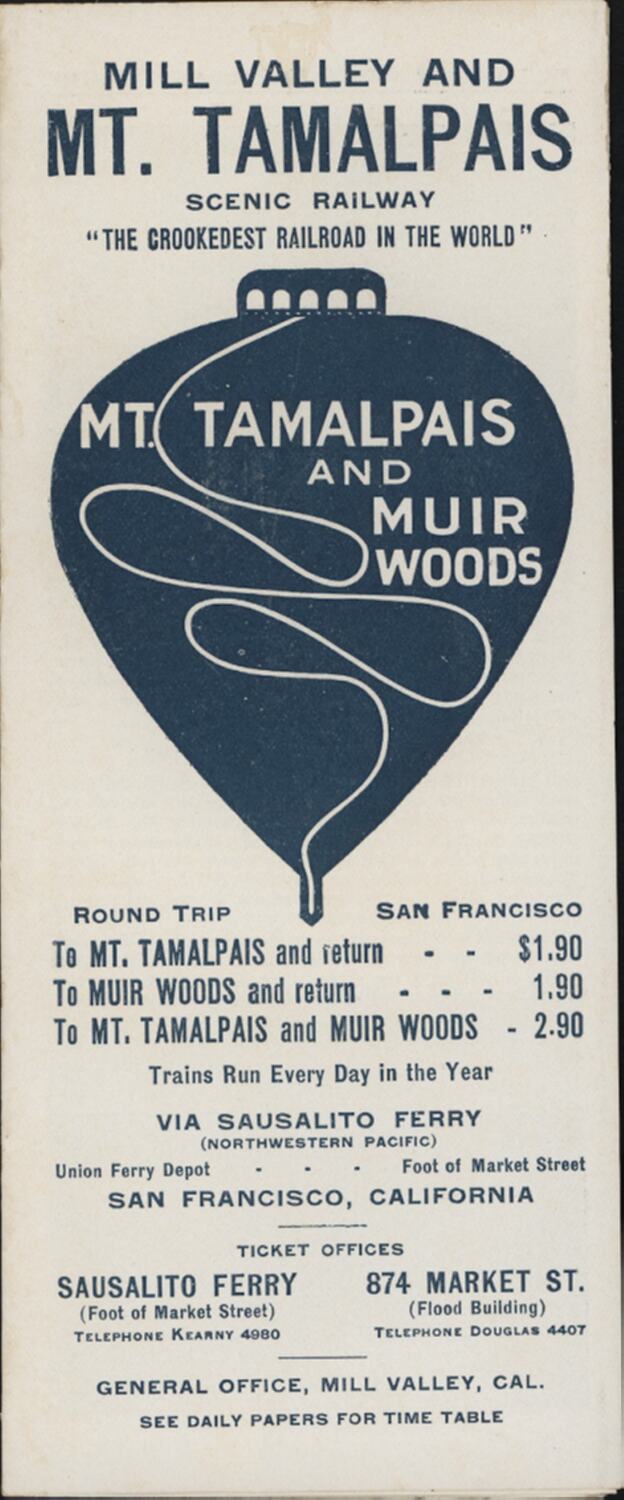 MILL VALLEY AND
MT. TAMALPAIS
SCENIC RAILWAY
"THE CROOKEDEST RAILROAD IN THE WORLD"
MT. TAMALPAIS
AND
MUIR
WOODS
ROUND TRIP SAN FRANCISCO
To MT. TAMALPAIS and return - - $1.90
To MUIR WOODS and return - - - 1.90
To MT. TAMALPAIS and MUIR WOODS - 2.90
Trains Run Every Day in the Year
VIA SAUSALITO FERRY
(NORTHWESTERN PACIFIC)
Union Ferry Depot - - - Foot of Market Street
SAN FRANCISCO, CALIFORNIA
TICKET OFFICES
SAUSALITO FERRY 874 MARKET ST.
(Foot of Market Street) (Flood Building)
TELEPHONE KEARNY 4980 TELEPHONE DOUGLAS 4407
GENERAL OFFICE, MILL VALLEY, CAL.
SEE DAILY PAPERS FOR TIME TABLE